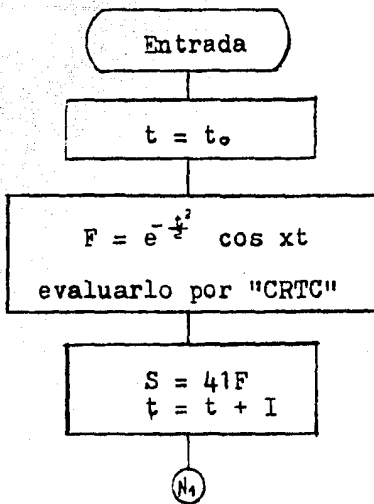 Entrada
t = t₀
F = e^{-t²/2} cos xt
evaluarlo por "CRTC"
S = 41F
t = t + I
N₁